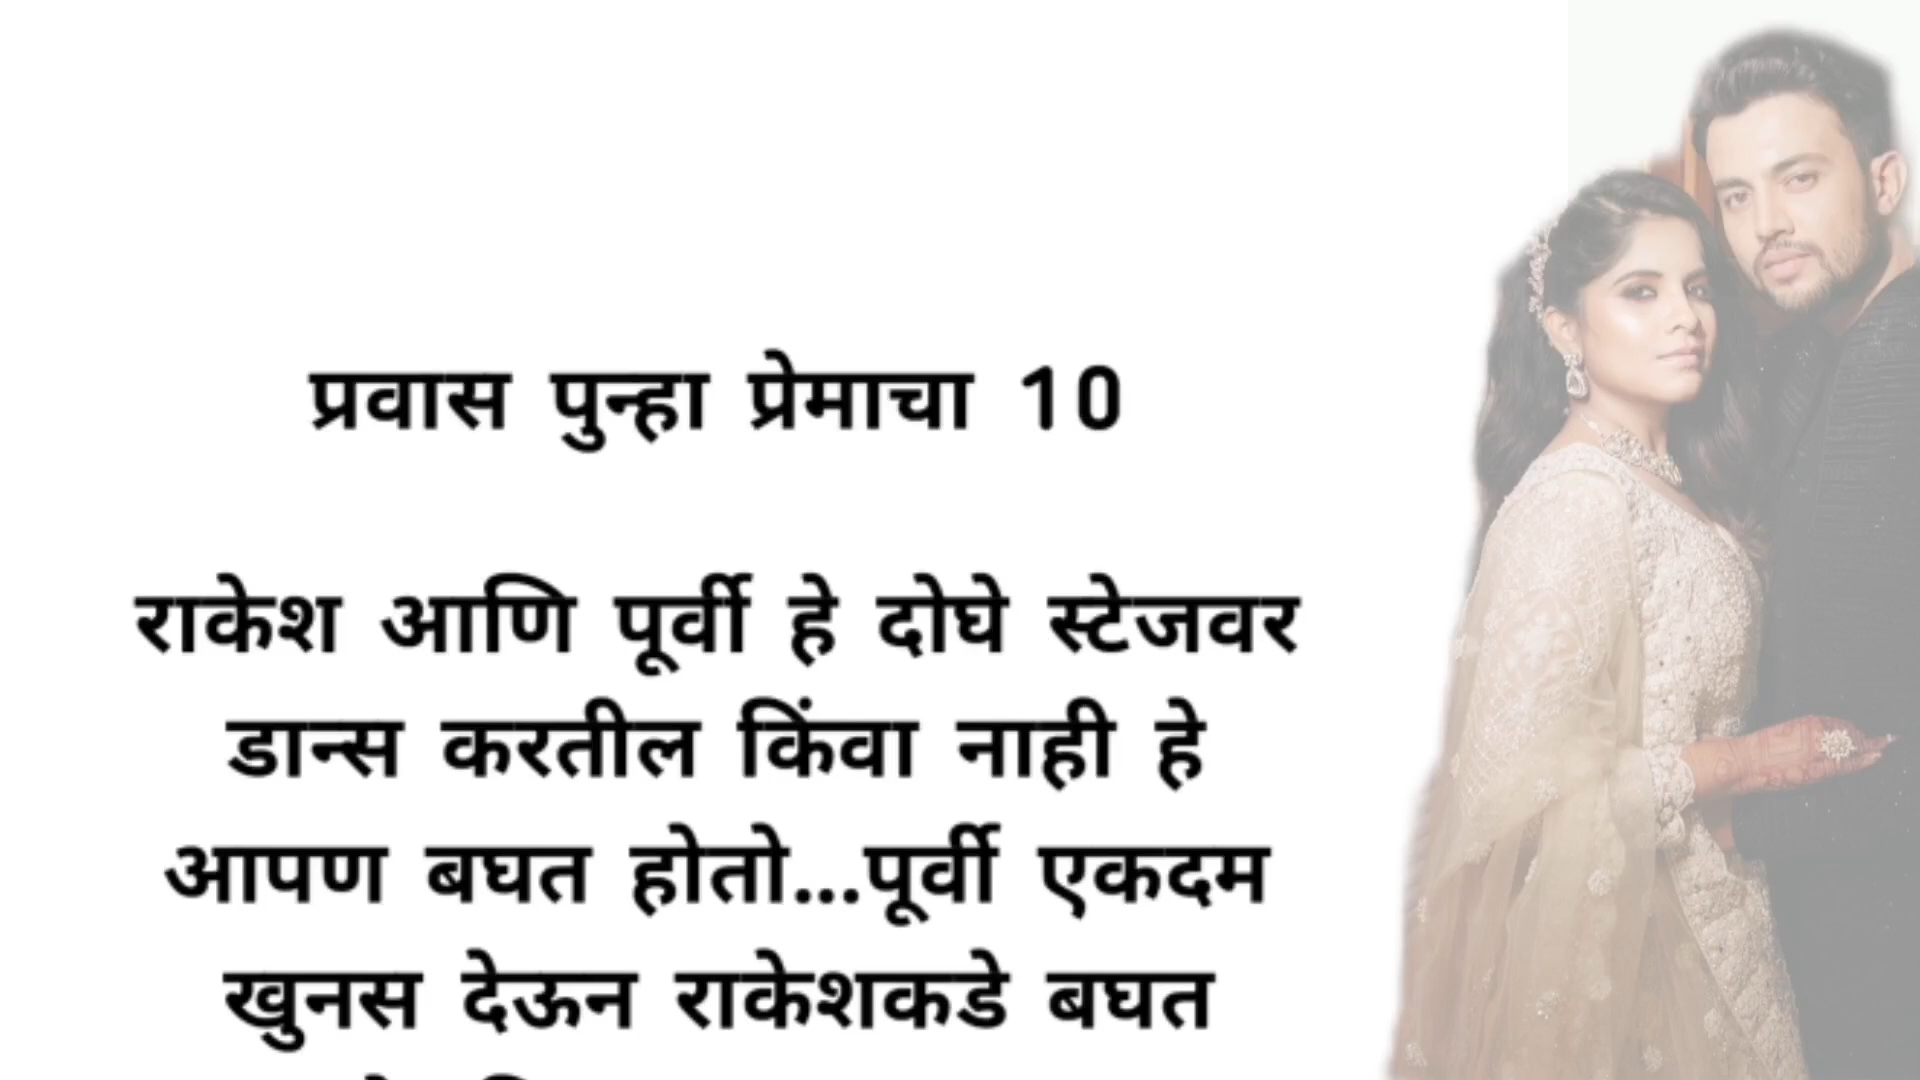 प्रवास पुन्हा प्रेमाचा 10
राकेश आणि पूर्वी हे दोघे स्टेजवर
डान्स करतील किंवा नाही हे
आपण बघत होतो...पूर्वी एकदम
खुनस देऊन राकेशकडे बघत